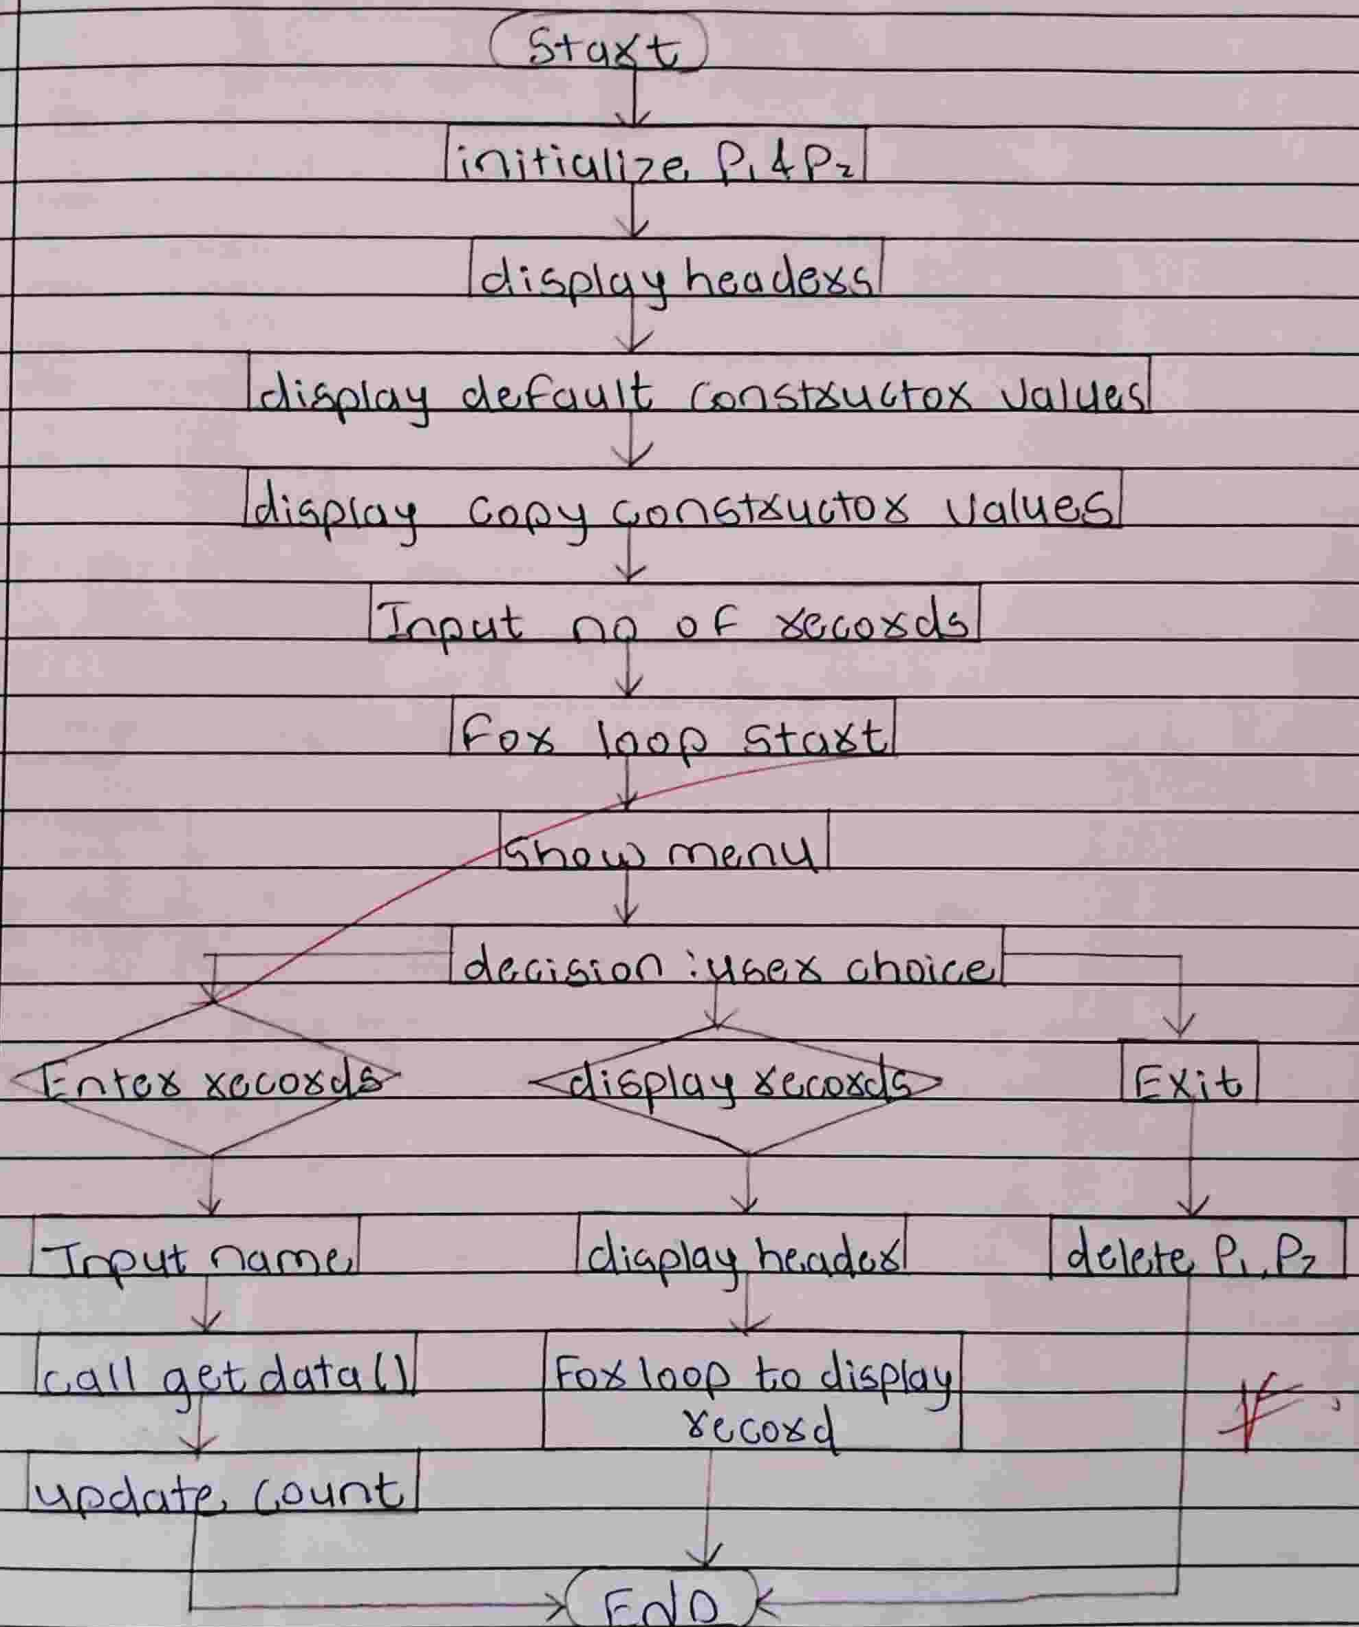 Start
initialize P1 & P2
display headers
display default constructor values
display copy constructor values
Input no of records
For loop start
Show menu
decision : user choice
Enter records
display records
Exit
Input name
display header
delete P1, P2
call getdata()
For loop to display
record
update count
End